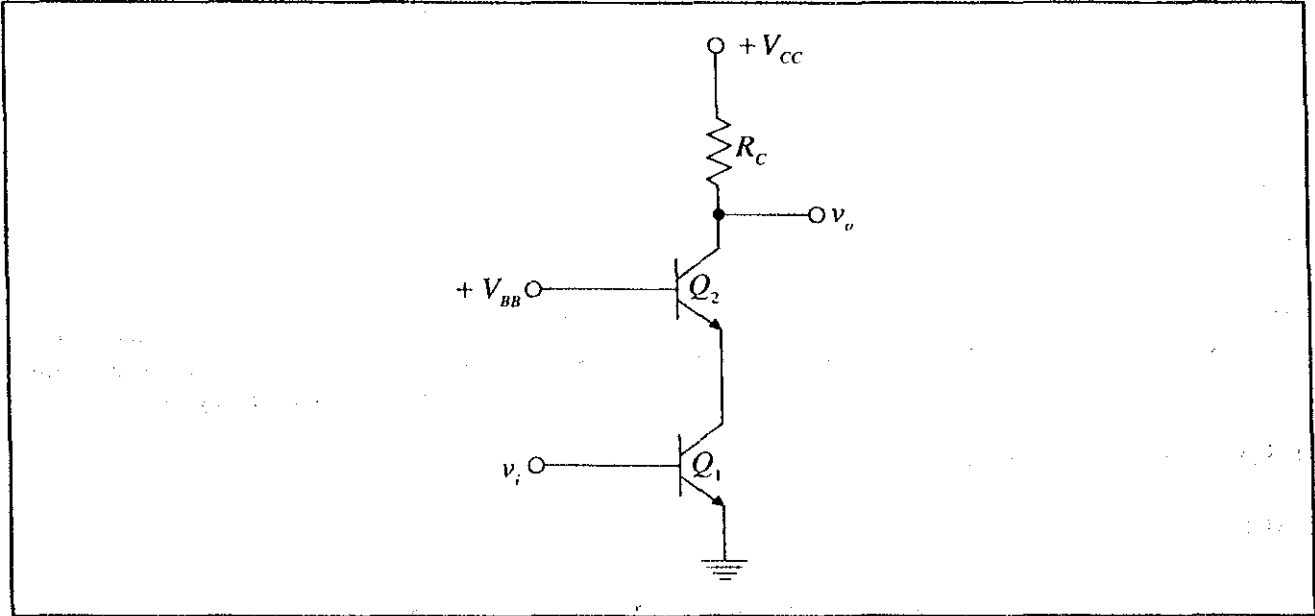 + V_CC
R_C
v_o
+ V_BB
Q_2
v_i
Q_1